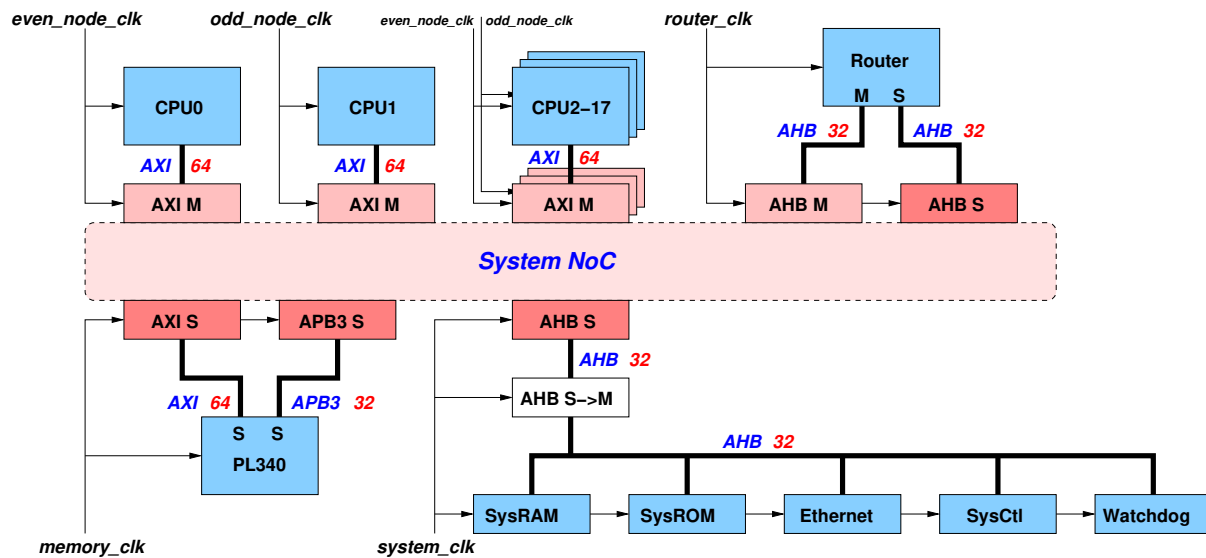 even_node_clk
odd_node_clk
even_node_clk
odd_node_clk
router_clk
CPU0
CPU1
CPU2–17
Router
M S
AXI 64
AXI 64
AXI 64
AHB 32
AHB 32
AXI M
AXI M
AXI M
AHB M
AHB S
System NoC
AXI S
APB3 S
AHB S
AHB 32
AXI 64
APB3 32
AHB S–>M
S S
PL340
AHB 32
SysRAM
SysROM
Ethernet
SysCtl
Watchdog
memory_clk
system_clk